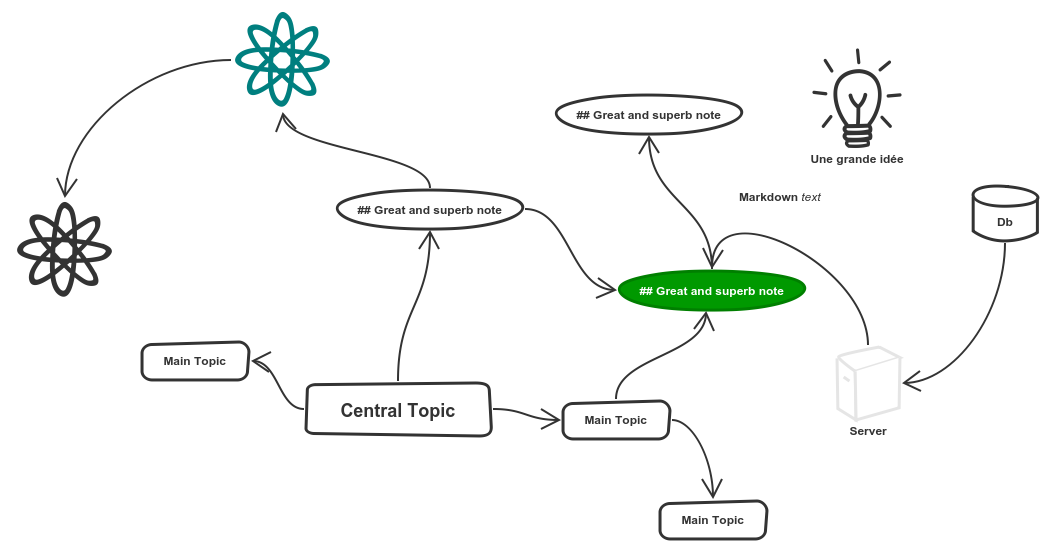 ## Great and superb note
Une grande idée
Markdown text
## Great and superb note
Db
## Great and superb note
Main Topic
Central Topic
Main Topic
Server
Main Topic